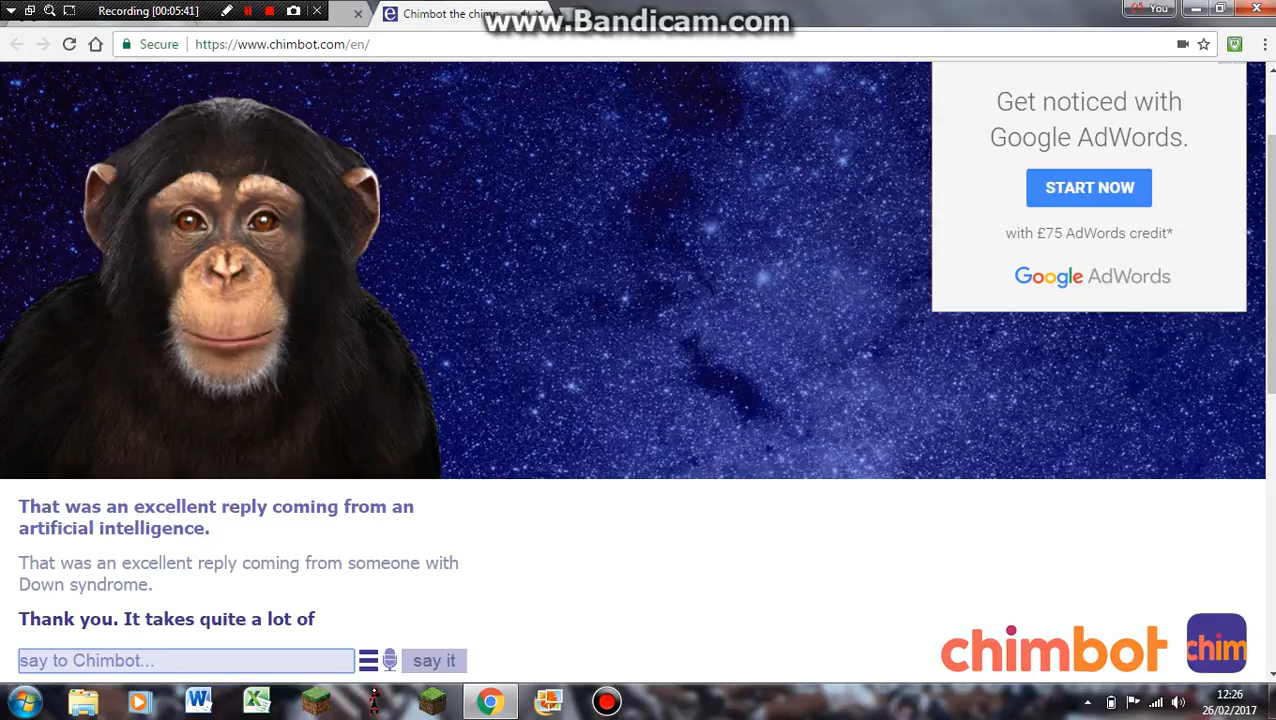 Recording [00:05:41]
Chimbot the chimp
www.Bandicam.com
You
Secure
https://www.chimbot.com/en/
Get noticed with
Google AdWords.
START NOW
with £75 AdWords credit*
Google AdWords
That was an excellent reply coming from an
artificial intelligence.
That was an excellent reply coming from someone with
Down syndrome.
Thank you. It takes quite a lot of
say to Chimbot...
say it
chimbot
chim
12:26
26/02/2017